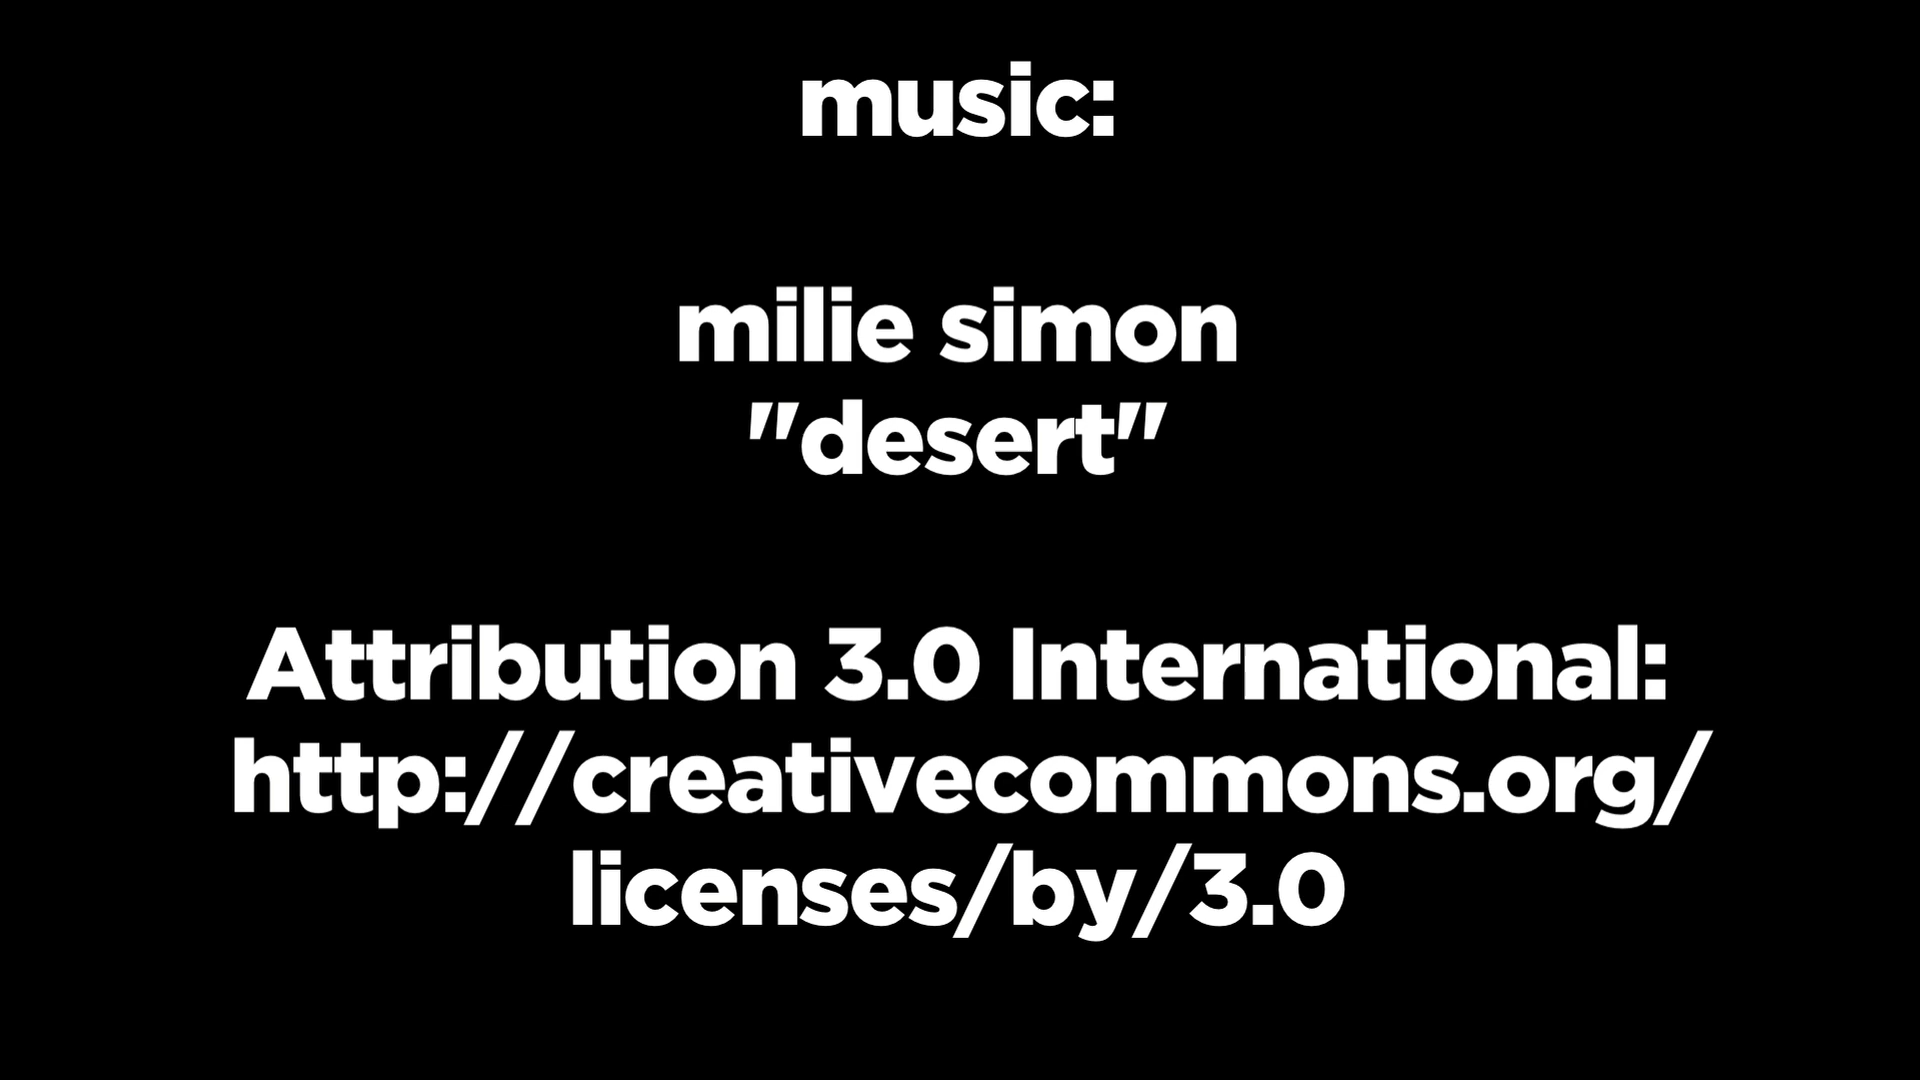 music:
milie simon
"desert"
Attribution 3.0 International:
http://creativecommons.org/
licenses/by/3.0